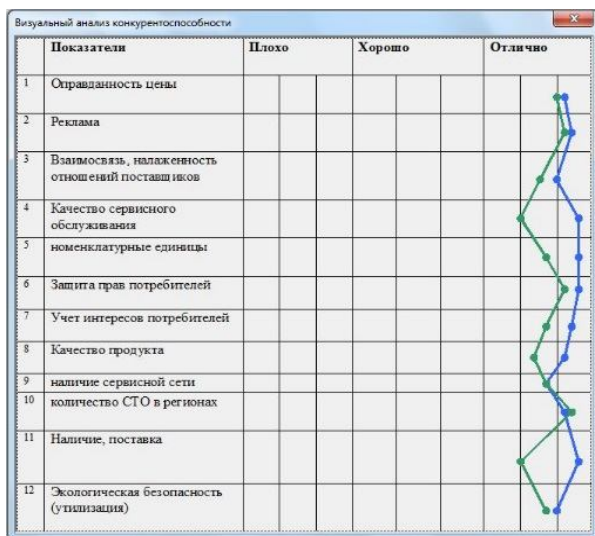 Визуальный анализ конкурентоспособности
Показатели Плохо Хорошо Отлично
1 Оправданность цены
2 Реклама
3 Взаимосвязь, налаженность
отношений поставщиков
4 Качество сервисного
обслуживания
5 номенклатурные единицы
6 Защита прав потребителей
7 Учет интересов потребителей
8 Качество продукта
9 наличие сервисной сети
10 количество СТО в регионах
11 Наличие, поставка
12 Экологическая безопасность
(утилизация)